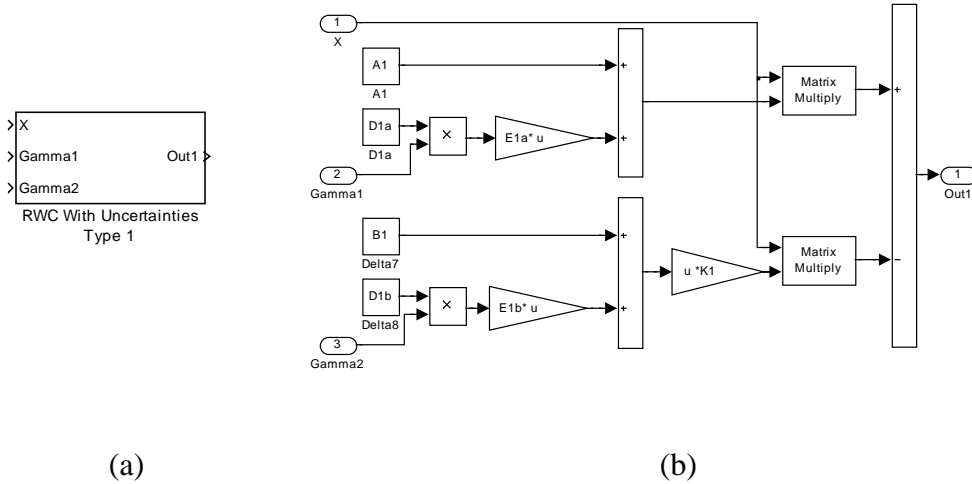 X
Gamma1
Gamma2
Out1
RWC With Uncertainties
Type 1
(a)
1
X
A1
A1
D1a
D1a
×
E1a* u
2
Gamma1
+
+
Matrix
Multiply
B1
Delta7
D1b
Delta8
×
E1b* u
3
Gamma2
+
+
u *K1
Matrix
Multiply
+
−
1
Out1
(b)